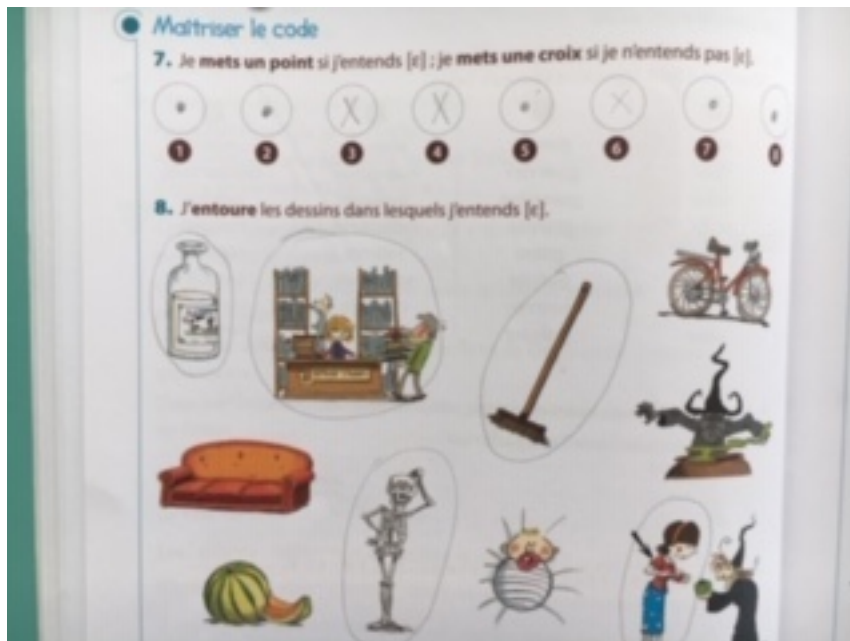 Maîtriser le code
7. Je mets un point si j'entends [ɛ] ; je mets une croix si je n'entends pas [ɛ].
1 2 3 4 5 6 7 8
8. J'entoure les dessins dans lesquels j'entends [ɛ].